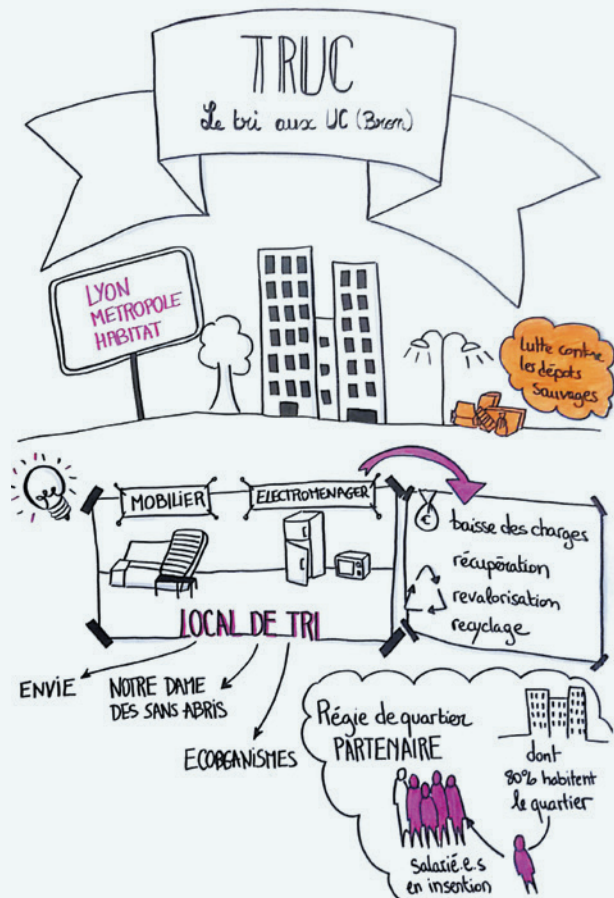 TRUC
Le tri aux UC (Bron)
LYON
METROPOLE
HABITAT
Lutte contre
les dépots
sauvages
MOBILIER
ELECTROMENAGER
€ baisse des charges
récupération
revalorisation
recyclage
LOCAL DE TRI
ENVIE
NOTRE DAME
DES SANS ABRIS
ECORGANISMES
Régie de quartier
PARTENAIRE
dont
80% habitent
le quartier
salarié.e.s
en insertion